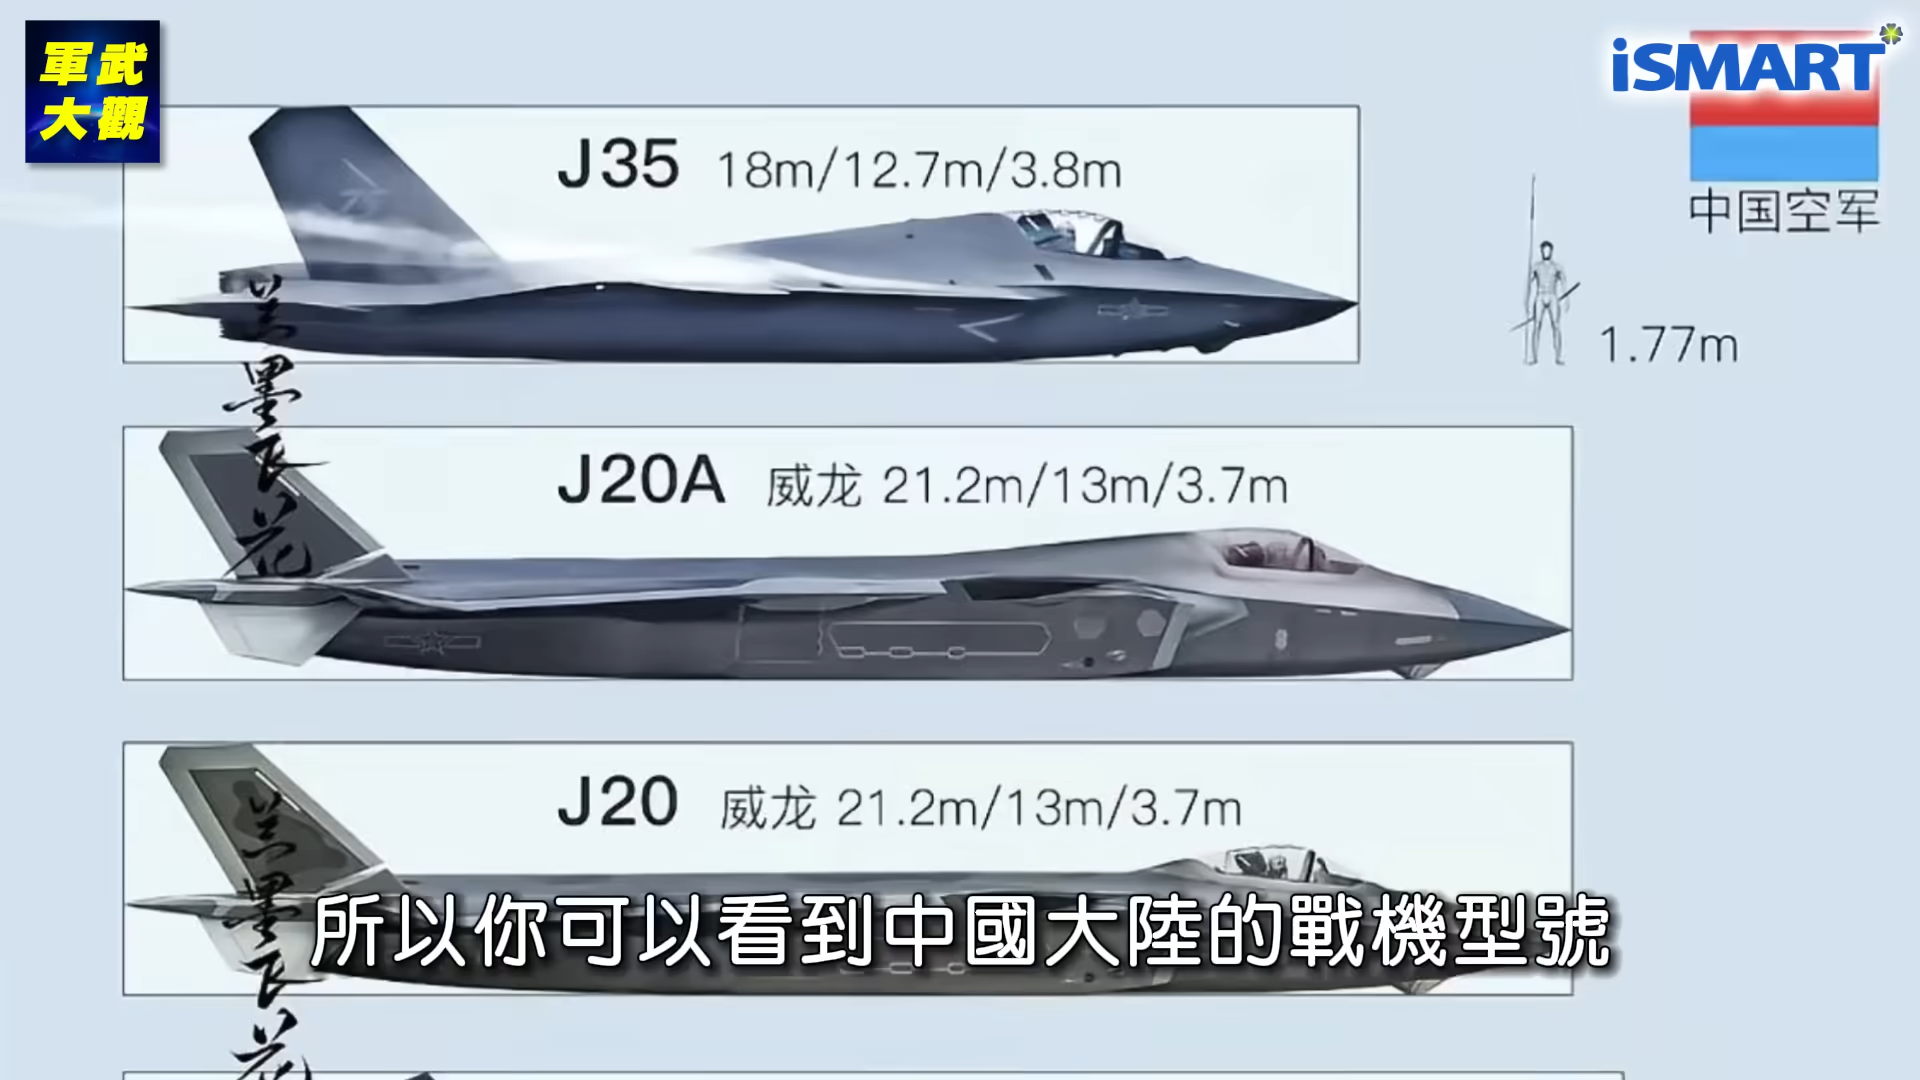 軍武
大觀
iSMART
J35 18m/12.7m/3.8m
中国空军
1.77m
J20A 威龙 21.2m/13m/3.7m
J20 威龙 21.2m/13m/3.7m
所以你可以看到中國大陸的戰機型號